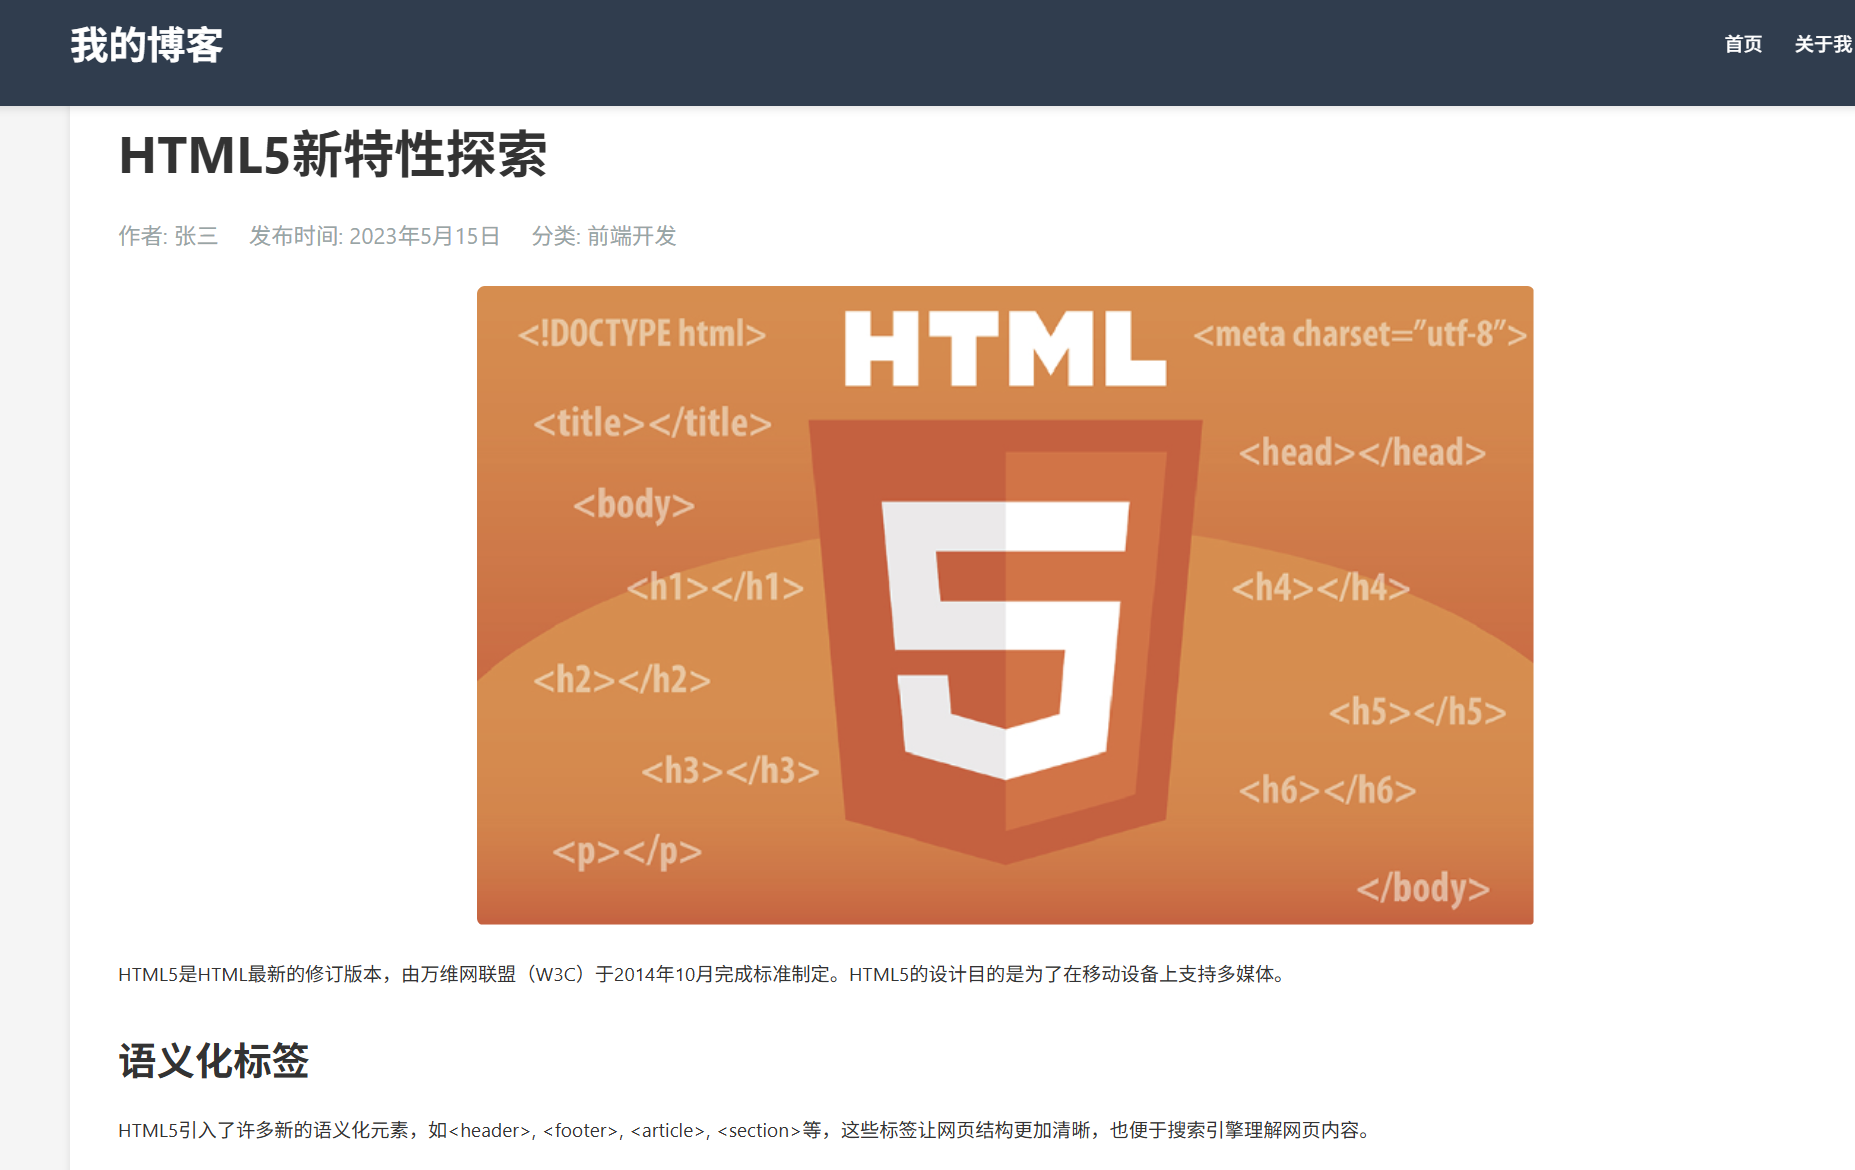 我的博客
首页 关于我
HTML5新特性探索
作者: 张三 发布时间: 2023年5月15日 分类: 前端开发
<!DOCTYPE html>
HTML
<meta charset="utf-8">
<title></title>
<head></head>
<body>
5
<h1></h1>
<h4></h4>
<h2></h2>
<h5></h5>
<h3></h3>
<h6></h6>
<p></p>
</body>
HTML5是HTML最新的修订版本，由万维网联盟（W3C）于2014年10月完成标准制定。HTML5的设计目的是为了在移动设备上支持多媒体。
语义化标签
HTML5引入了许多新的语义化元素，如<header>, <footer>, <article>, <section>等，这些标签让网页结构更加清晰，也便于搜索引擎理解网页内容。